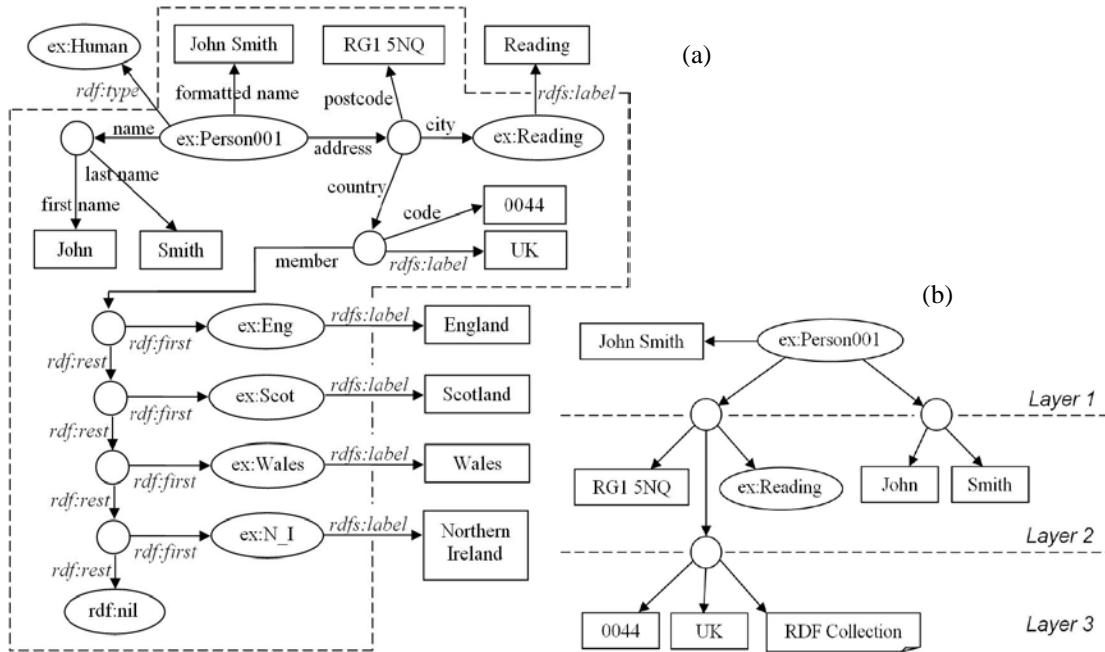 (a)
ex:Human
John Smith
RG1 5NQ
Reading
rdf:type
formatted name
postcode
rdfs:label
name
ex:Person001
address
city
ex:Reading
last name
first name
country
code
0044
John
Smith
member
rdfs:label
UK
(b)
ex:Eng
rdfs:label
England
rdf:first
rdf:rest
ex:Scot
rdfs:label
Scotland
rdf:first
rdf:rest
ex:Wales
rdfs:label
Wales
rdf:first
rdf:rest
ex:N_I
rdfs:label
Northern
Ireland
rdf:first
rdf:rest
rdf:nil
John Smith
ex:Person001
Layer 1
RG1 5NQ
ex:Reading
John
Smith
Layer 2
0044
UK
RDF Collection
Layer 3